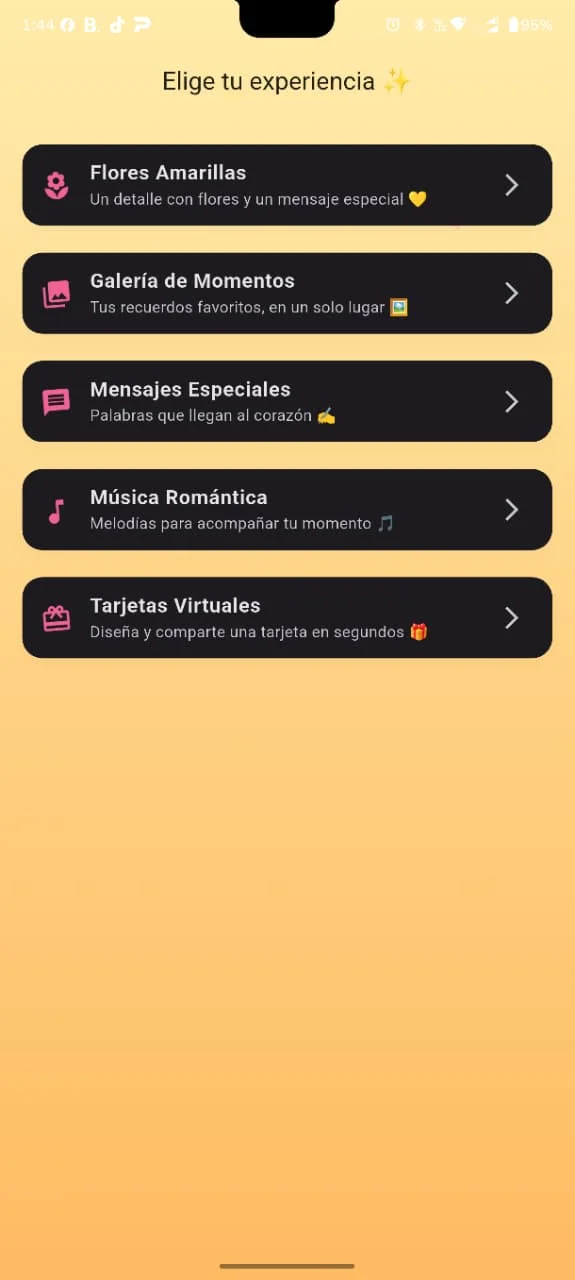 1:44 95%
Elige tu experiencia ✨
Flores Amarillas
Un detalle con flores y un mensaje especial 💛
Galería de Momentos
Tus recuerdos favoritos, en un solo lugar 🖼️
Mensajes Especiales
Palabras que llegan al corazón ✍️
Música Romántica
Melodías para acompañar tu momento 🎵
Tarjetas Virtuales
Diseña y comparte una tarjeta en segundos 🎁